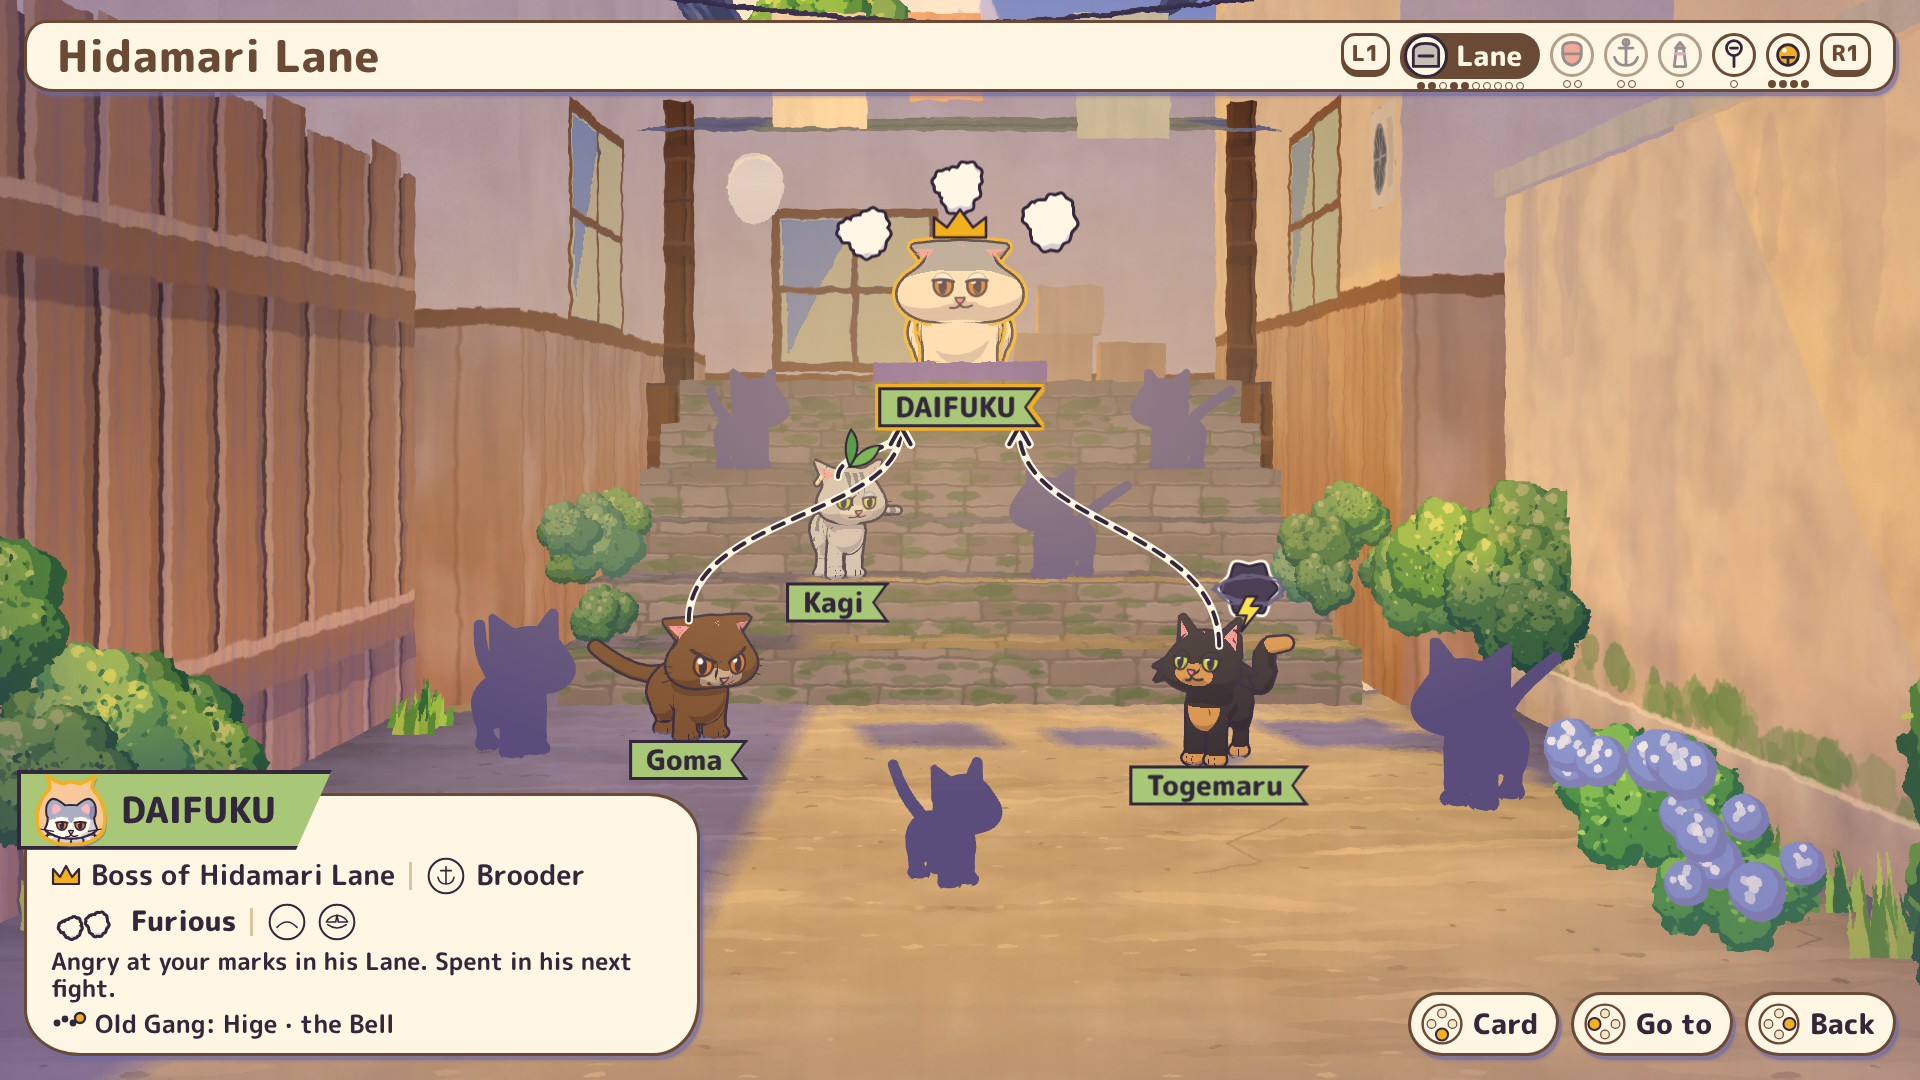 Hidamari Lane
L1
Lane
R1
DAIFUKU
Kagi
Goma
Togemaru
DAIFUKU
Boss of Hidamari Lane
Brooder
Furious
Angry at your marks in his Lane. Spent in his next
fight.
Old Gang: Hige · the Bell
Card
Go to
Back